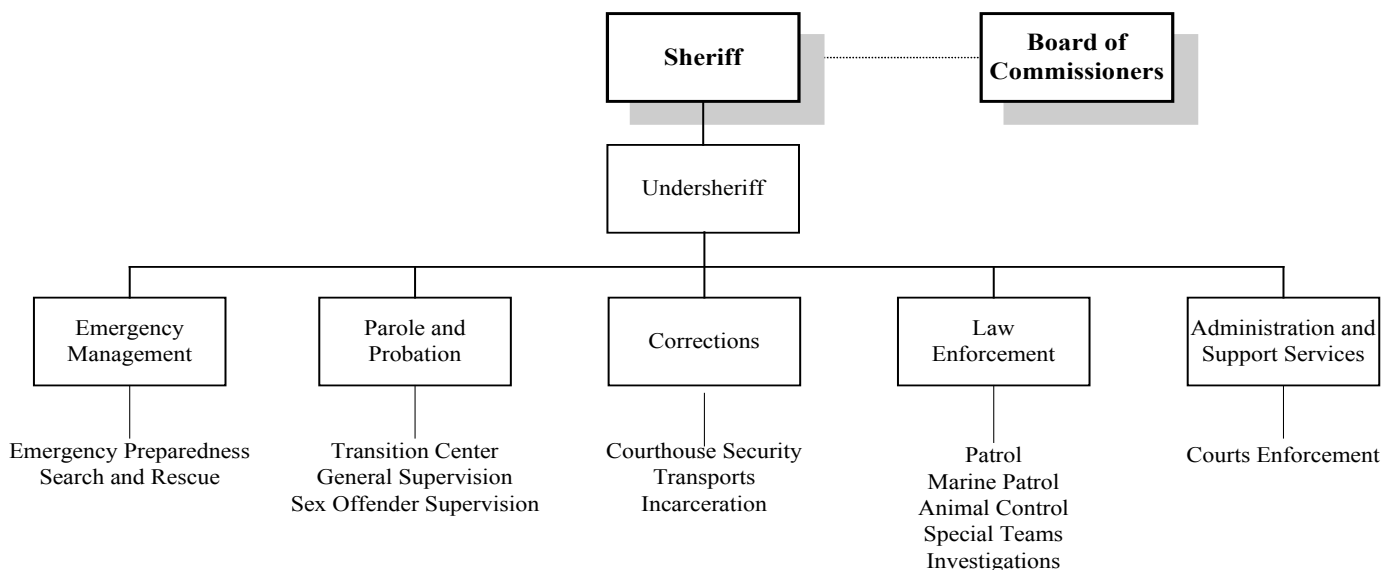 Sheriff
Board of
Commissioners
Undersheriff
Emergency
Management
Parole and
Probation
Corrections
Law
Enforcement
Administration and
Support Services
Emergency Preparedness
Search and Rescue
Transition Center
General Supervision
Sex Offender Supervision
Courthouse Security
Transports
Incarceration
Patrol
Marine Patrol
Animal Control
Special Teams
Investigations
Courts Enforcement